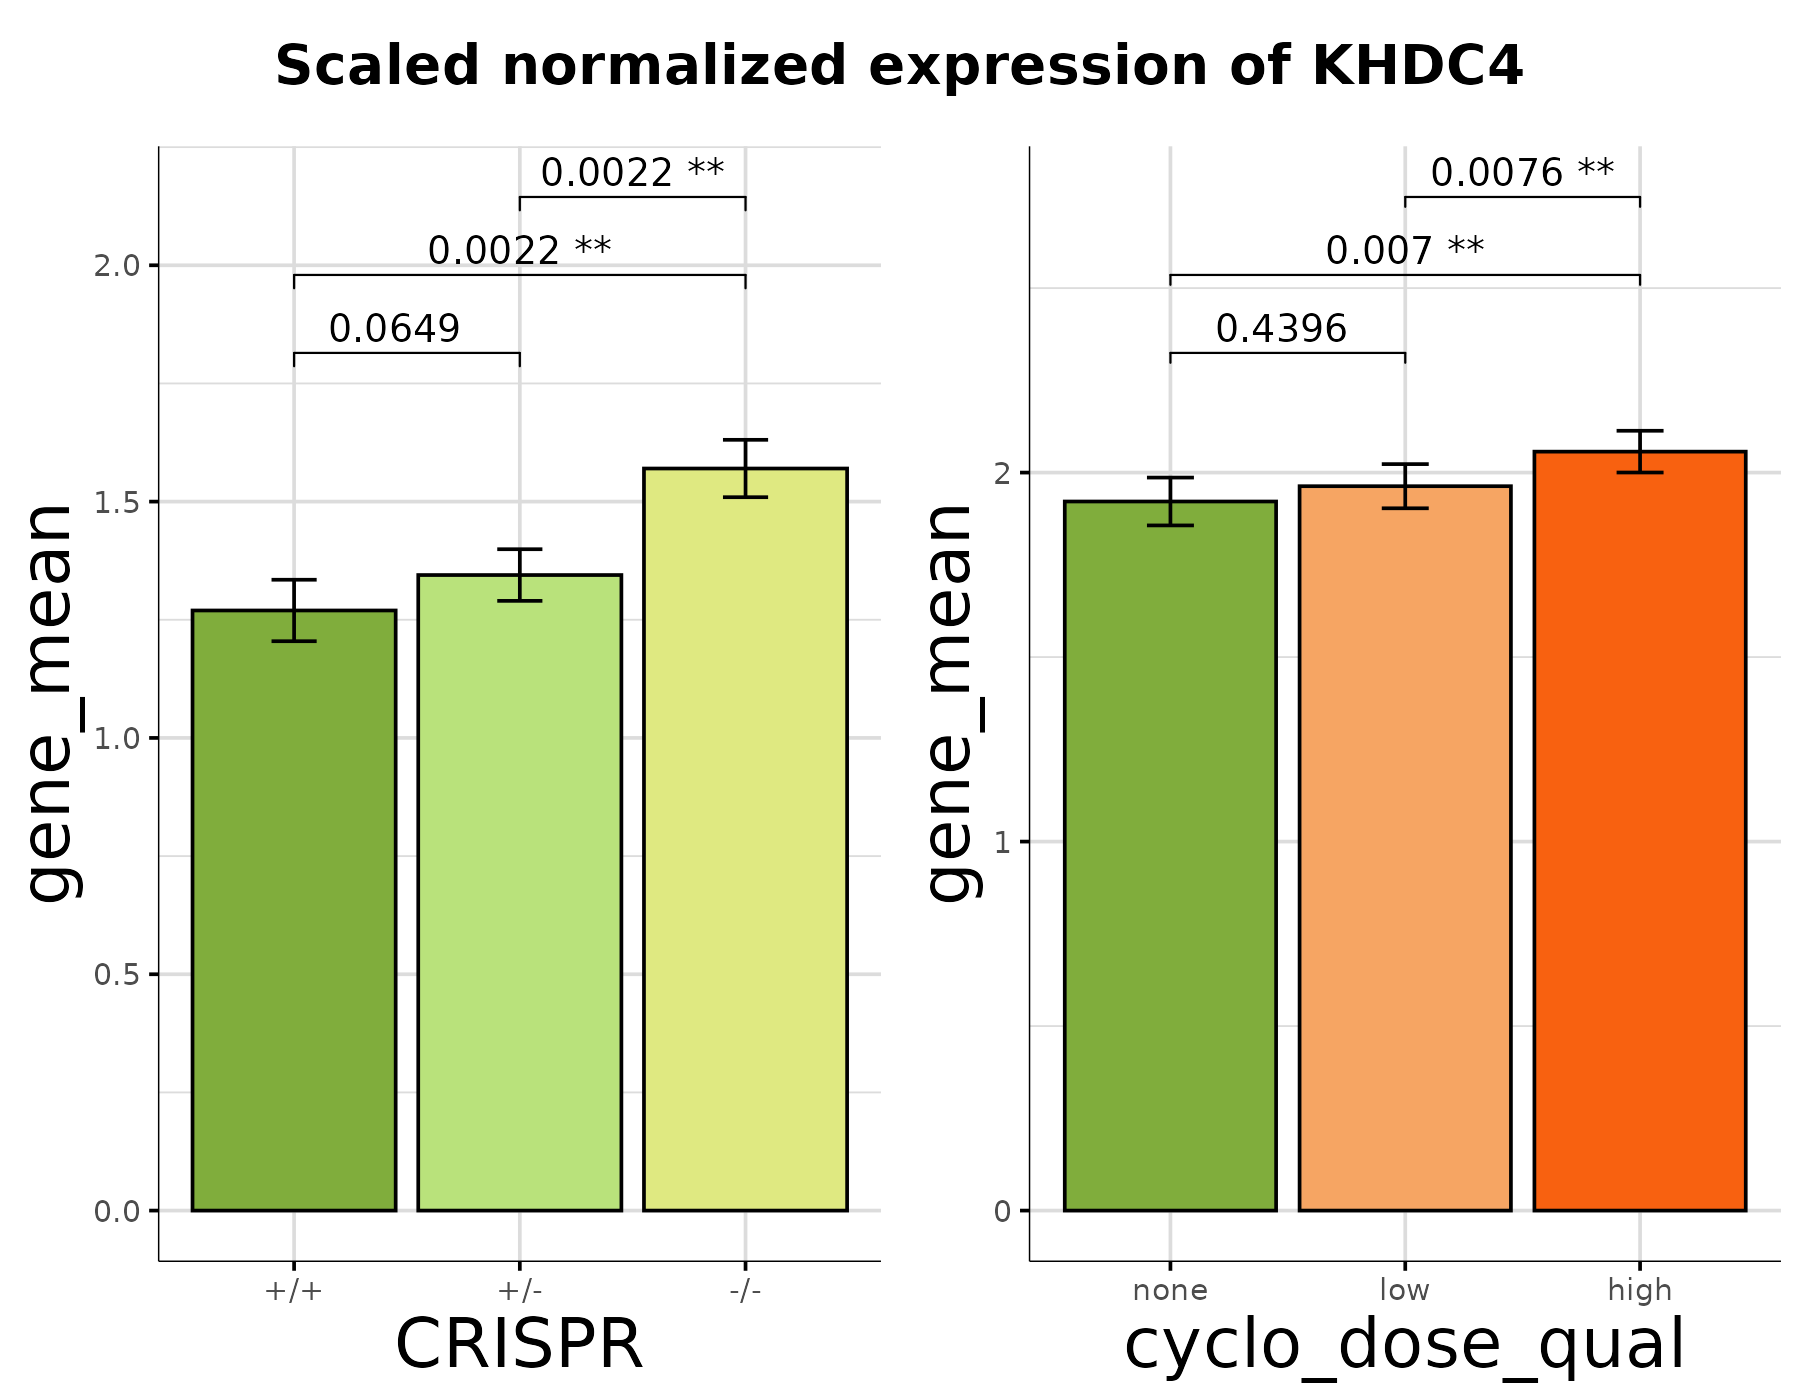 Scaled normalized expression of KHDC4
gene_mean
2.0
1.5
1.0
0.5
0.0
0.0022 **
0.0022 **
0.0649
+/+ +/- -/-
CRISPR
gene_mean
2
1
0
0.0076 **
0.007 **
0.4396
none low high
cyclo_dose_qual